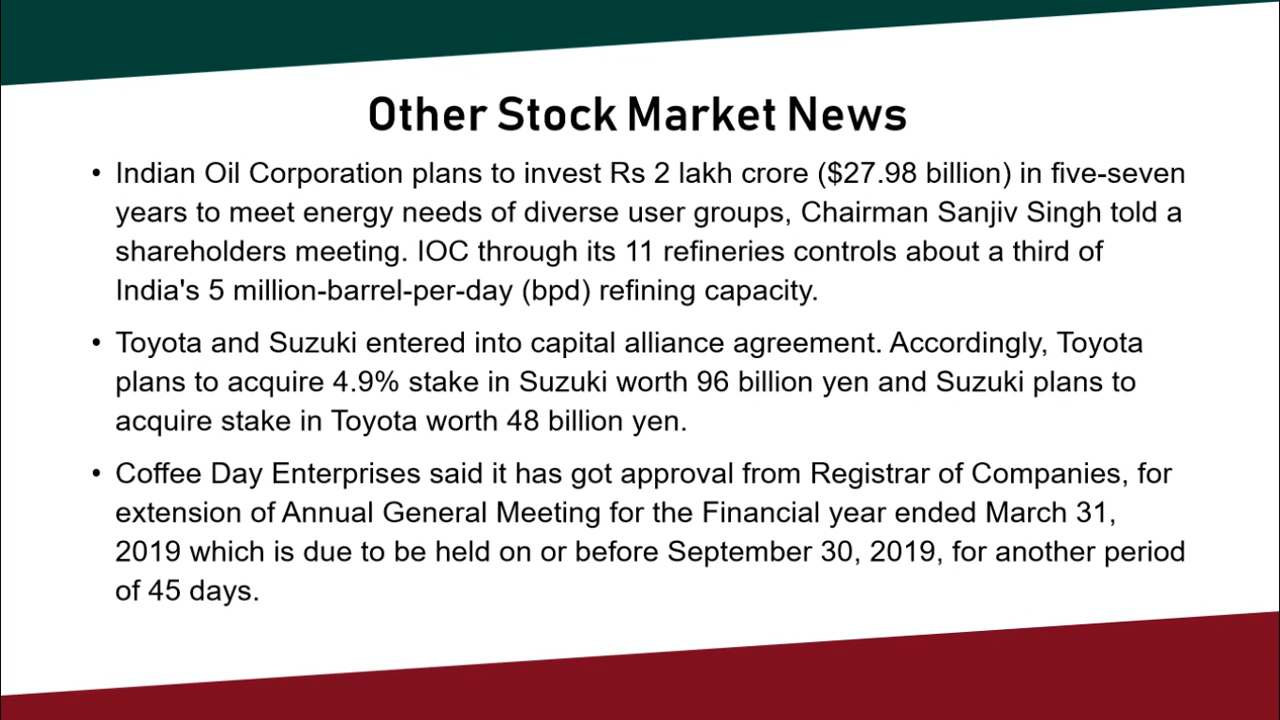 Other Stock Market News
• Indian Oil Corporation plans to invest Rs 2 lakh crore ($27.98 billion) in five-seven
years to meet energy needs of diverse user groups, Chairman Sanjiv Singh told a
shareholders meeting. IOC through its 11 refineries controls about a third of
India's 5 million-barrel-per-day (bpd) refining capacity.
• Toyota and Suzuki entered into capital alliance agreement. Accordingly, Toyota
plans to acquire 4.9% stake in Suzuki worth 96 billion yen and Suzuki plans to
acquire stake in Toyota worth 48 billion yen.
• Coffee Day Enterprises said it has got approval from Registrar of Companies, for
extension of Annual General Meeting for the Financial year ended March 31,
2019 which is due to be held on or before September 30, 2019, for another period
of 45 days.